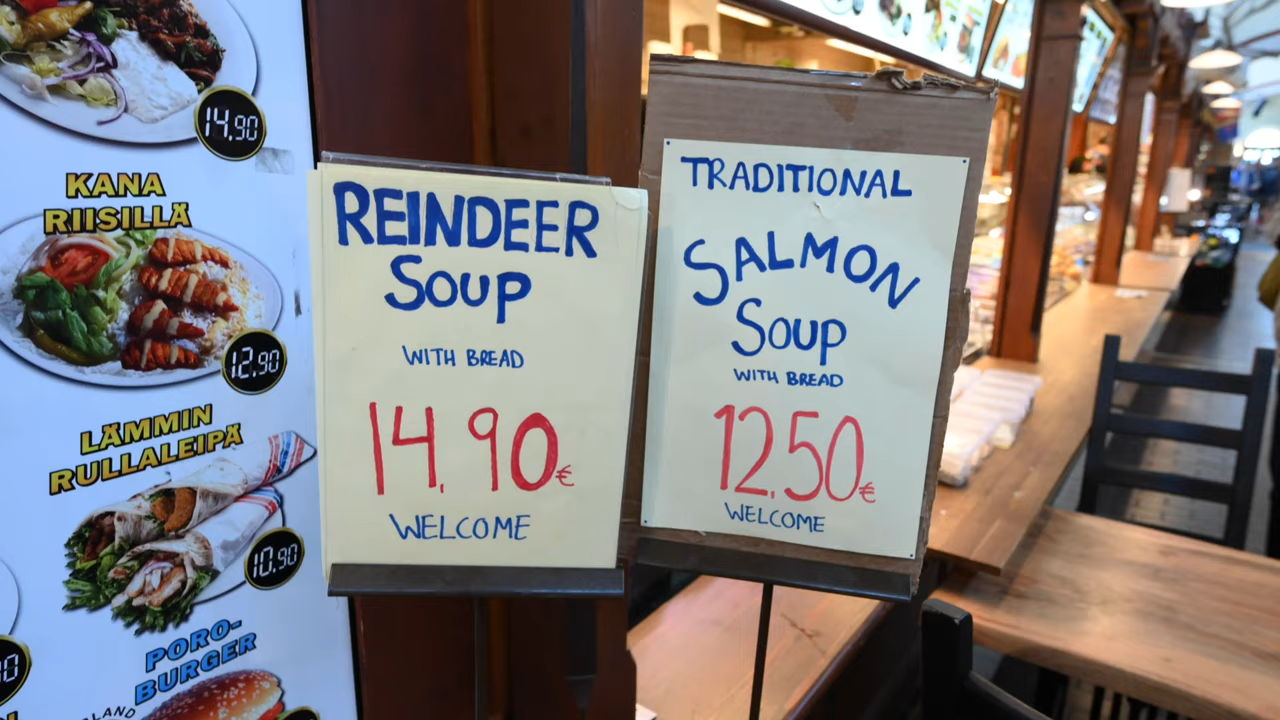 14.90
KANA
RIISILLÄ
12.90
LÄMMIN
RULLALEIPÄ
10.90
PORO-
BURGER
REINDEER
SOUP
WITH BREAD
14,90€
WELCOME
TRADITIONAL
SALMON
SOUP
WITH BREAD
12,50€
WELCOME